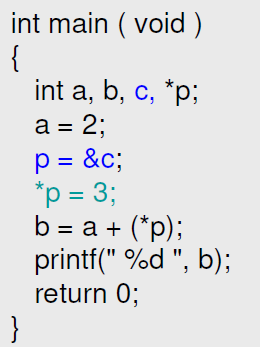 int main ( void )
{
int a, b, c, *p;
a = 2;
p = &c;
*p = 3;
b = a + (*p);
printf(" %d ", b);
return 0;
}